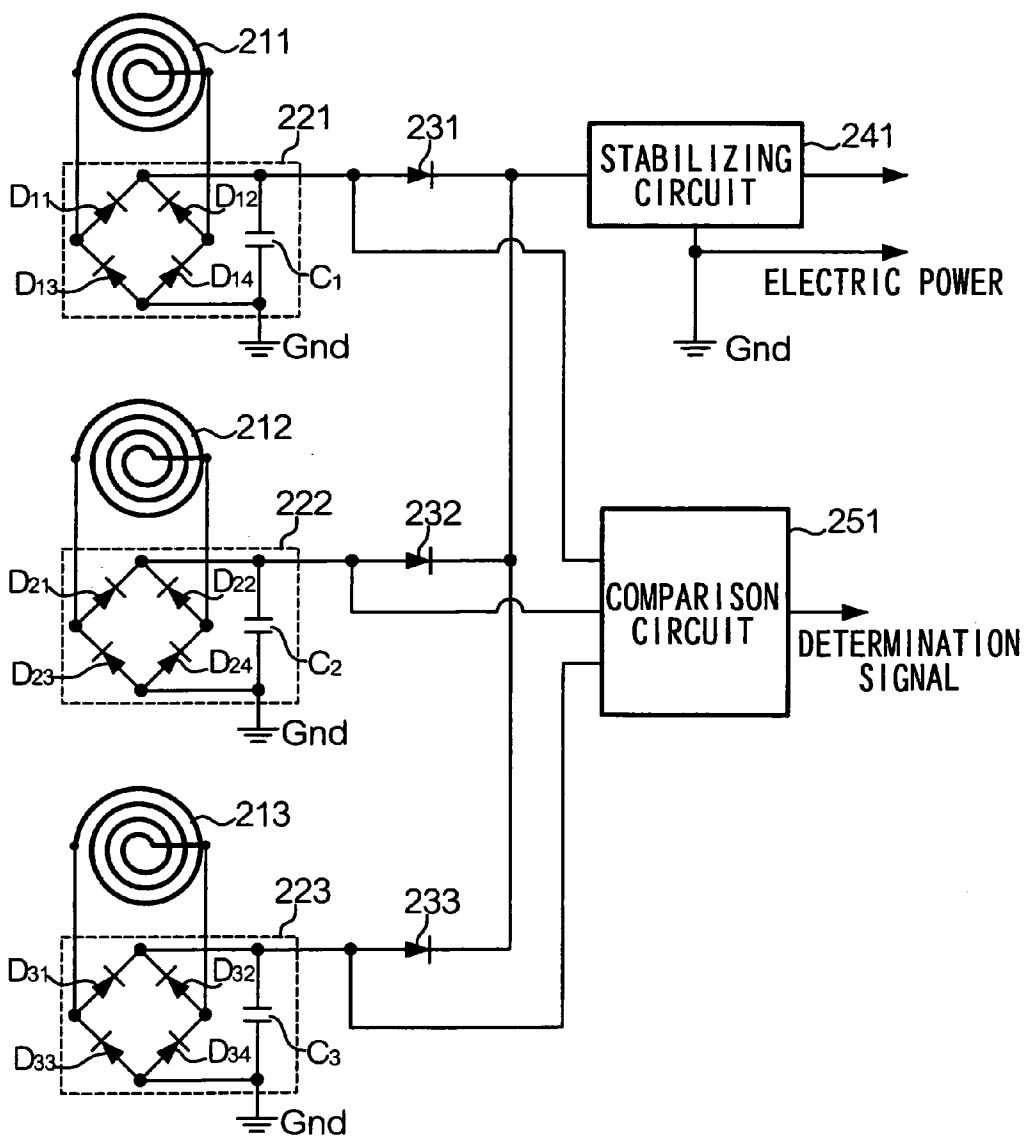 211
221
231
STABILIZING
CIRCUIT
241
D11
D12
D13
D14
C1
Gnd
ELECTRIC POWER
Gnd
212
222
232
251
D21
D22
D23
D24
C2
Gnd
COMPARISON
CIRCUIT
DETERMINATION
SIGNAL
213
223
233
D31
D32
D33
D34
C3
Gnd